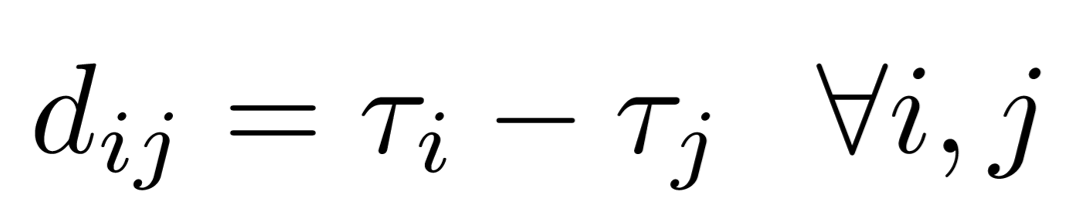 d_{ij} = τ_i − τ_j ∀i, j